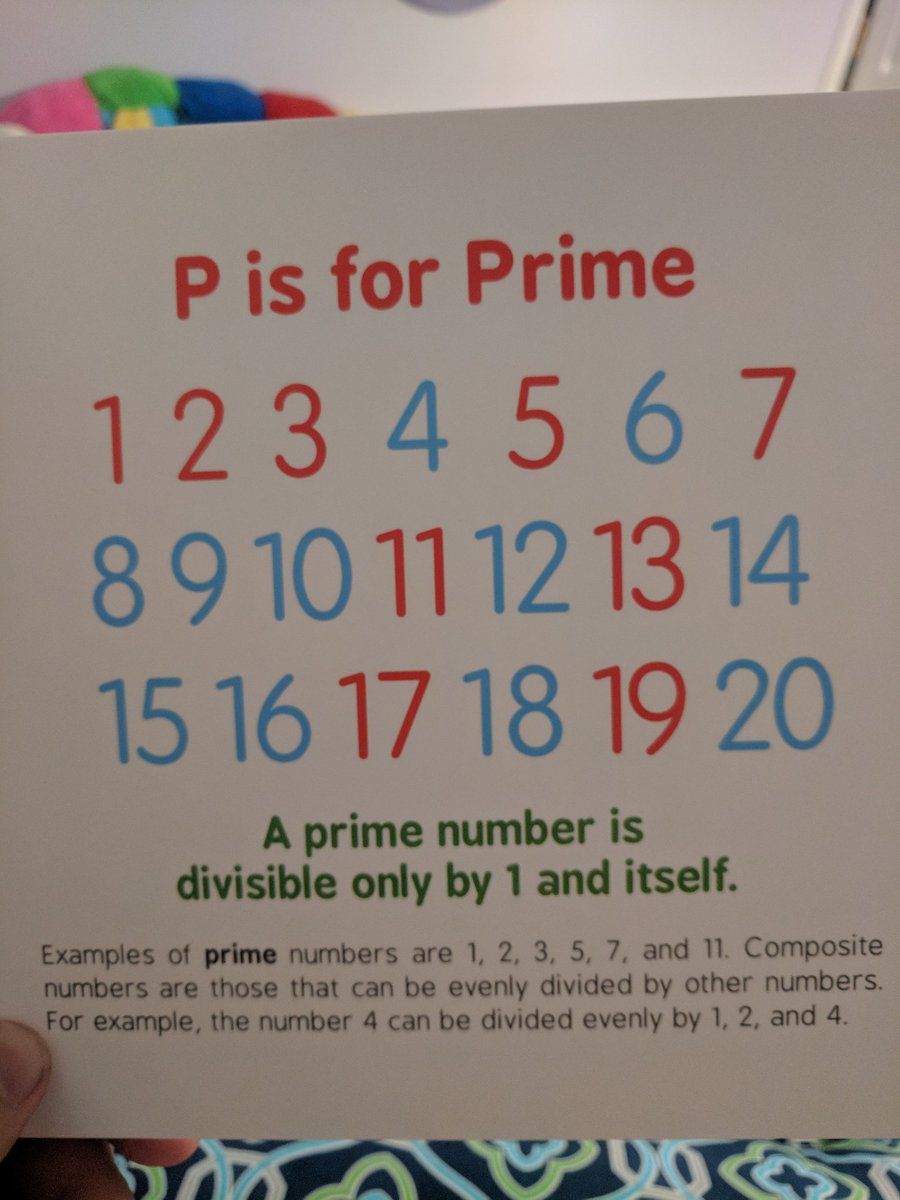 P is for Prime
1 2 3 4 5 6 7
8 9 10 11 12 13 14
15 16 17 18 19 20
A prime number is
divisible only by 1 and itself.
Examples of prime numbers are 1, 2, 3, 5, 7, and 11. Composite
numbers are those that can be evenly divided by other numbers.
For example, the number 4 can be divided evenly by 1, 2, and 4.